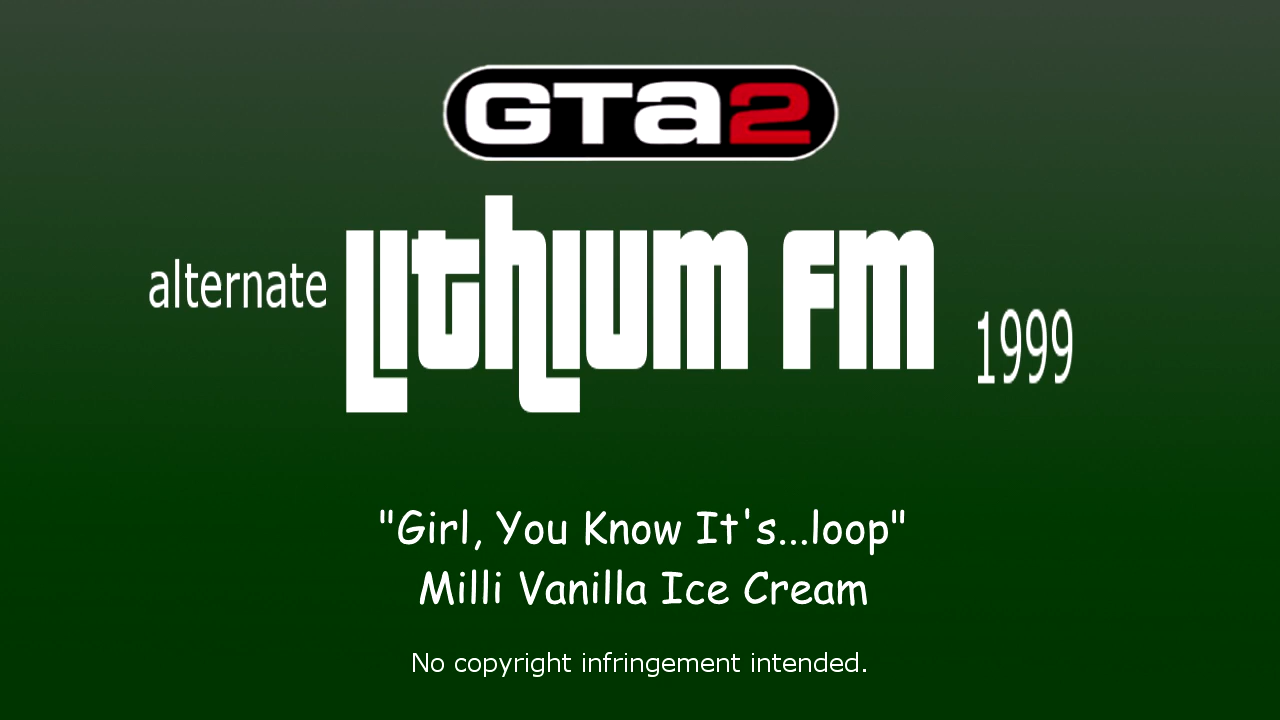 GTA2
alternate LITHIUM FM 1999
"Girl, You Know It's...loop"
Milli Vanilla Ice Cream
No copyright infringement intended.